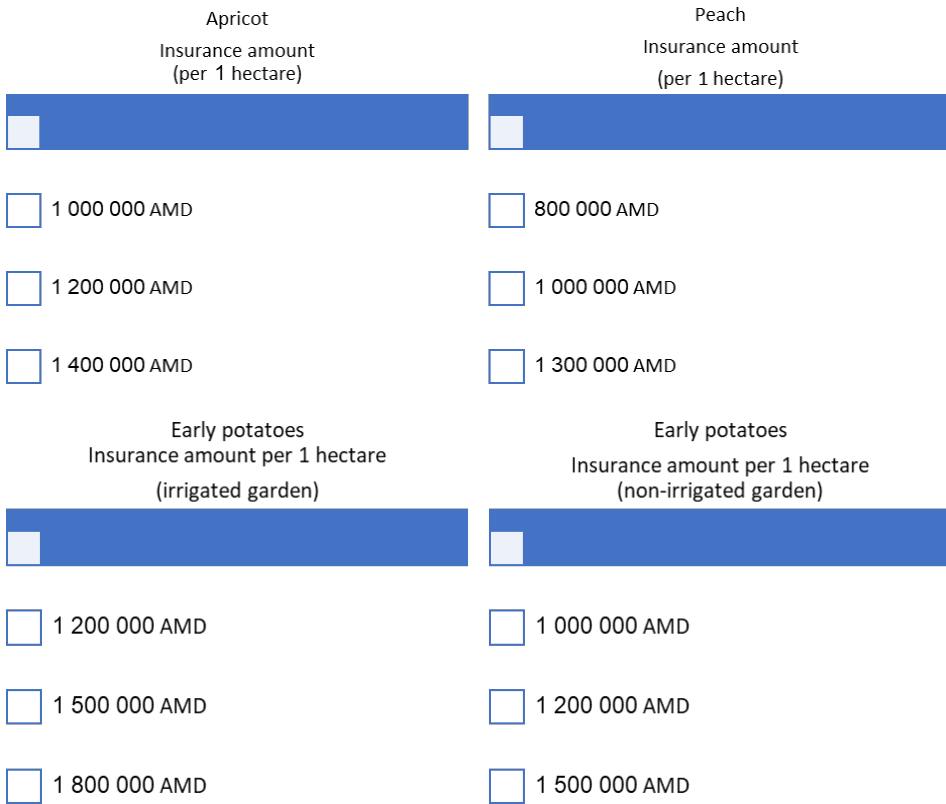 Apricot
Insurance amount
(per 1 hectare)
1 000 000 AMD
1 200 000 AMD
1 400 000 AMD
Peach
Insurance amount
(per 1 hectare)
800 000 AMD
1 000 000 AMD
1 300 000 AMD
Early potatoes
Insurance amount per 1 hectare
(irrigated garden)
1 200 000 AMD
1 500 000 AMD
1 800 000 AMD
Early potatoes
Insurance amount per 1 hectare
(non-irrigated garden)
1 000 000 AMD
1 200 000 AMD
1 500 000 AMD